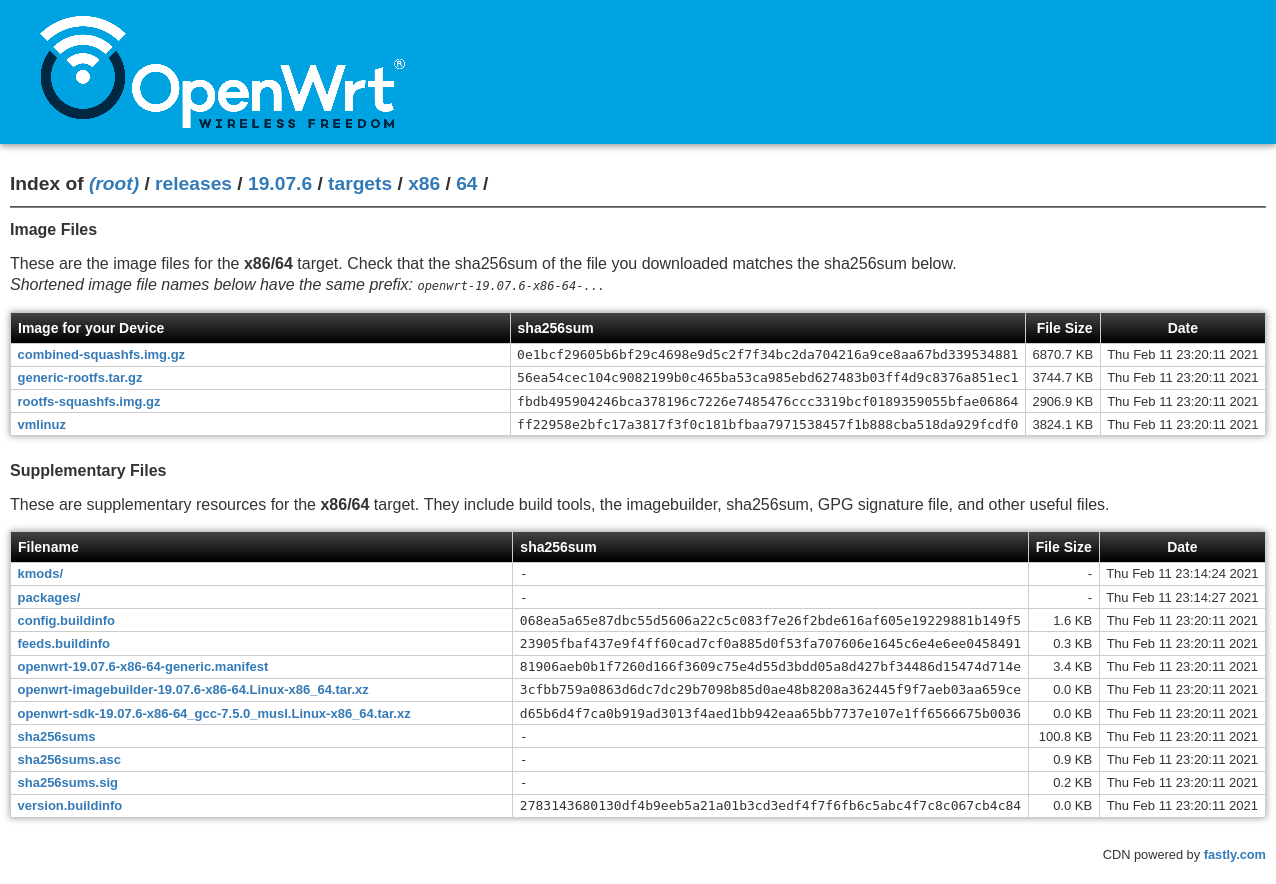 OpenWrt®
WIRELESS FREEDOM
Index of (root) / releases / 19.07.6 / targets / x86 / 64 /
Image Files
These are the image files for the x86/64 target. Check that the sha256sum of the file you downloaded matches the sha256sum below.
Shortened image file names below have the same prefix: openwrt-19.07.6-x86-64-...
Image for your Device sha256sum File Size Date
combined-squashfs.img.gz 0e1bcf29605b6bf29c4698e9d5c2f7f34bc2da704216a9ce8aa67bd339534881 6870.7 KB Thu Feb 11 23:20:11 2021
generic-rootfs.tar.gz 56ea54cec104c9082199b0c465ba53ca985ebd627483b03ff4d9c8376a851ec1 3744.7 KB Thu Feb 11 23:20:11 2021
rootfs-squashfs.img.gz fbdb495904246bca378196c7226e7485476ccc3319bcf0189359055bfae06864 2906.9 KB Thu Feb 11 23:20:11 2021
vmlinuz ff22958e2bfc17a3817f3f0c181bfbaa7971538457f1b888cba518da929fcdf0 3824.1 KB Thu Feb 11 23:20:11 2021
Supplementary Files
These are supplementary resources for the x86/64 target. They include build tools, the imagebuilder, sha256sum, GPG signature file, and other useful files.
Filename sha256sum File Size Date
kmods/ - - Thu Feb 11 23:14:24 2021
packages/ - - Thu Feb 11 23:14:27 2021
config.buildinfo 068ea5a65e87dbc55d5606a22c5c083f7e26f2bde616af605e19229881b149f5 1.6 KB Thu Feb 11 23:20:11 2021
feeds.buildinfo 23905fbaf437e9f4ff60cad7cf0a885d0f53fa707606e1645c6e4e6ee0458491 0.3 KB Thu Feb 11 23:20:11 2021
openwrt-19.07.6-x86-64-generic.manifest 81906aeb0b1f7260d166f3609c75e4d55d3bdd05a8d427bf34486d15474d714e 3.4 KB Thu Feb 11 23:20:11 2021
openwrt-imagebuilder-19.07.6-x86-64.Linux-x86_64.tar.xz 3cfbb759a0863d6dc7dc29b7098b85d0ae48b8208a362445f9f7aeb03aa659ce 0.0 KB Thu Feb 11 23:20:11 2021
openwrt-sdk-19.07.6-x86-64_gcc-7.5.0_musl.Linux-x86_64.tar.xz d65b6d4f7ca0b919ad3013f4aed1bb942eaa65bb7737e107e1ff6566675b0036 0.0 KB Thu Feb 11 23:20:11 2021
sha256sums - 100.8 KB Thu Feb 11 23:20:11 2021
sha256sums.asc - 0.9 KB Thu Feb 11 23:20:11 2021
sha256sums.sig - 0.2 KB Thu Feb 11 23:20:11 2021
version.buildinfo 2783143680130df4b9eeb5a21a01b3cd3edf4f7f6fb6c5abc4f7c8c067cb4c84 0.0 KB Thu Feb 11 23:20:11 2021
CDN powered by fastly.com